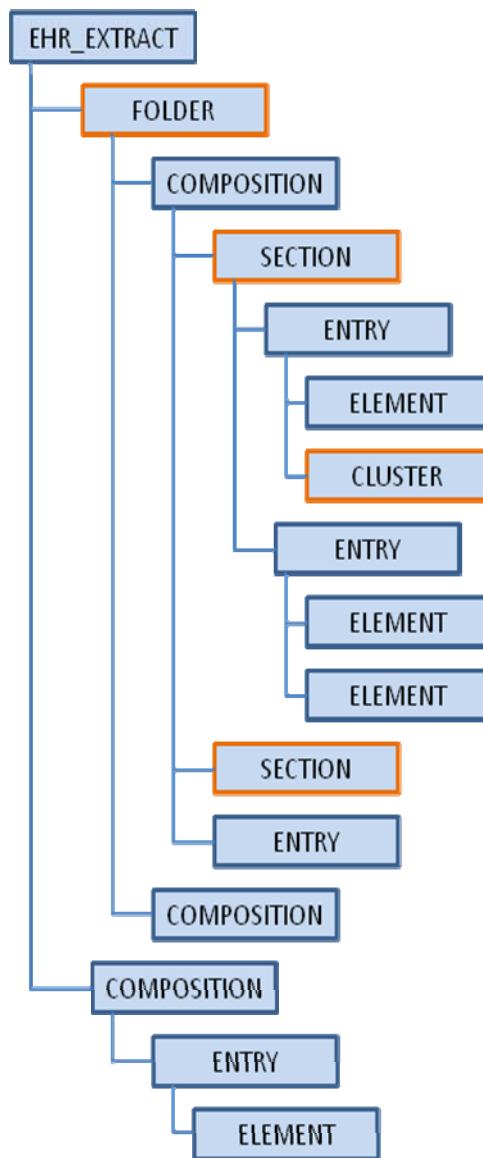 EHR_EXTRACT
FOLDER
COMPOSITION
SECTION
ENTRY
ELEMENT
CLUSTER
ENTRY
ELEMENT
ELEMENT
SECTION
ENTRY
COMPOSITION
COMPOSITION
ENTRY
ELEMENT